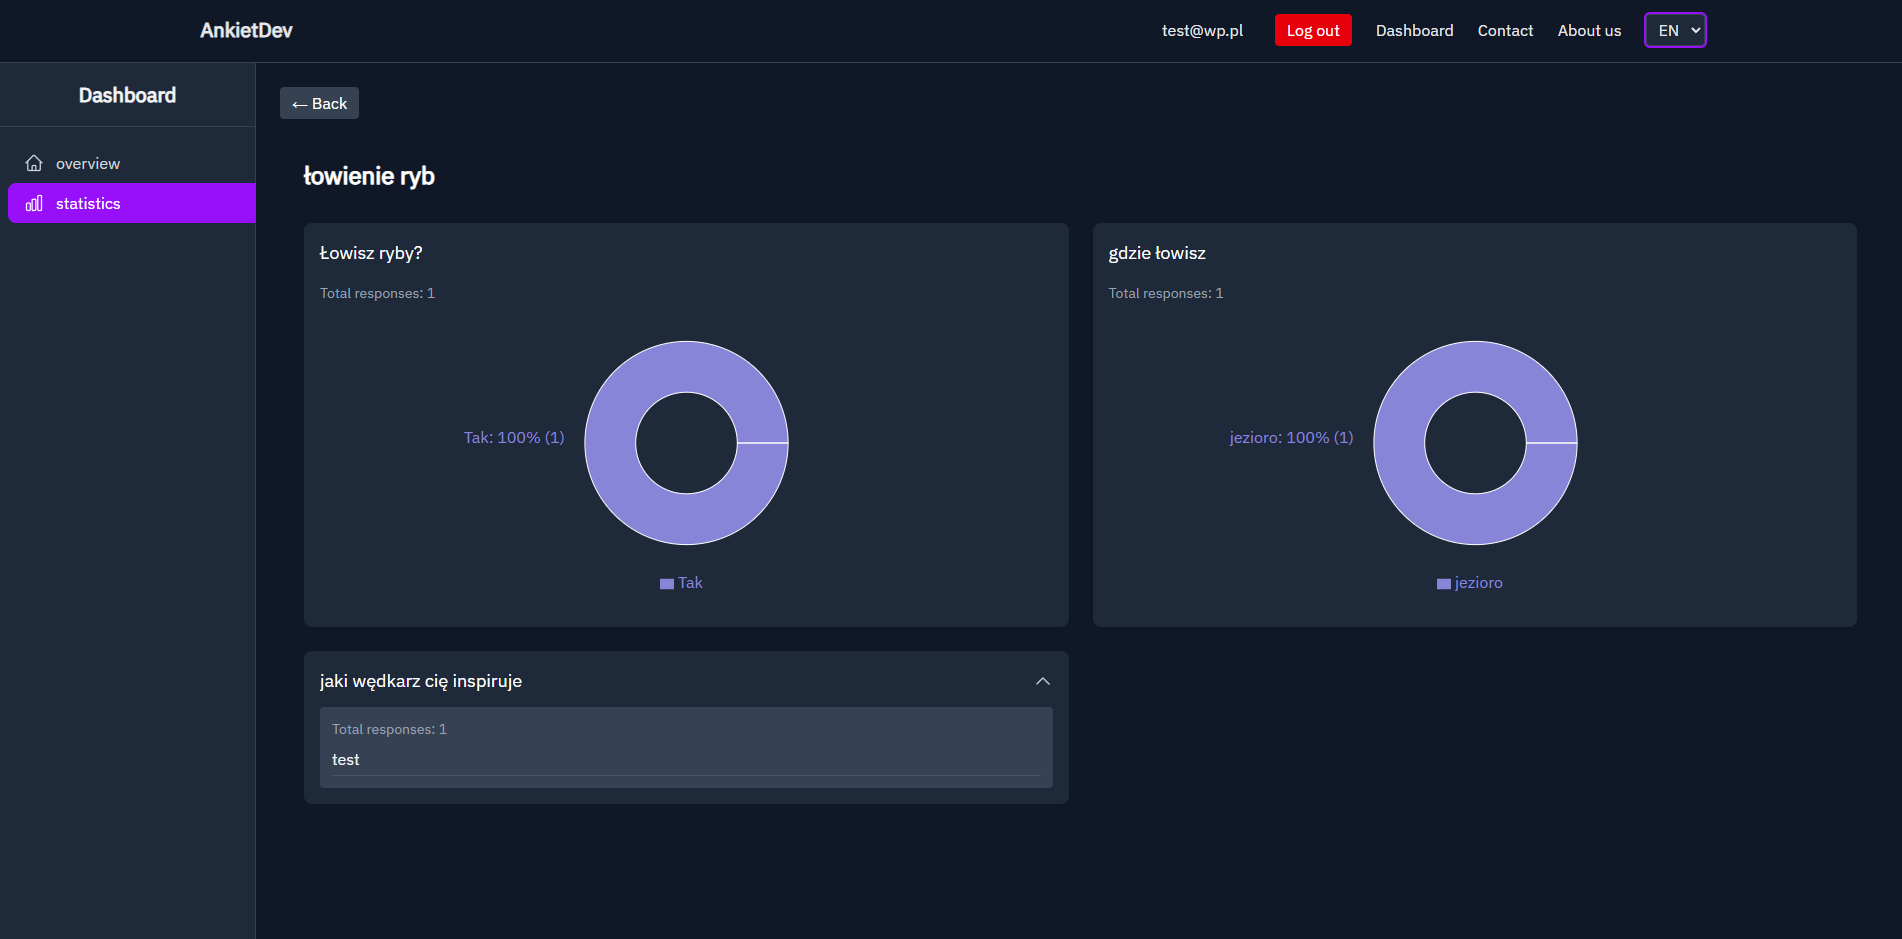 AnkietDev
test@wp.pl
Log out
Dashboard
Contact
About us
EN
Dashboard
overview
statistics
← Back
łowienie ryb
Łowisz ryby?
Total responses: 1
Tak: 100% (1)
Tak
gdzie łowisz
Total responses: 1
jezioro: 100% (1)
jezioro
jaki wędkarz cię inspiruje
Total responses: 1
test